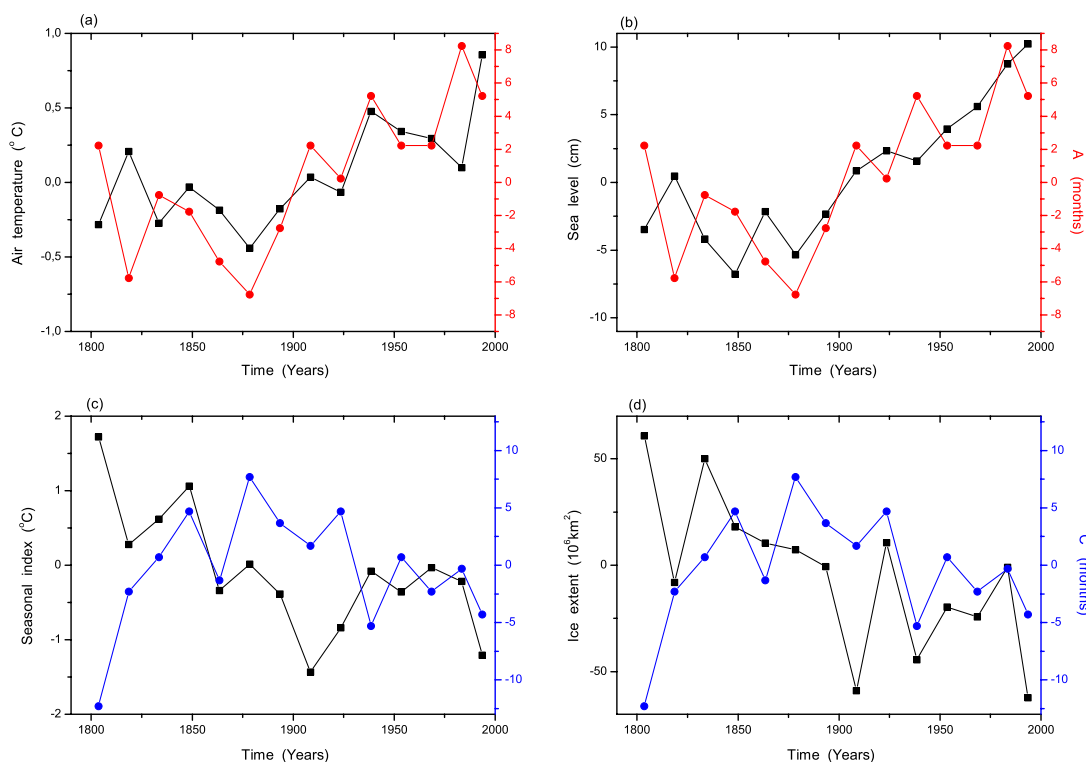 (a)
1,0
0,5
0,0
-0,5
-1,0
Air temperature (° C)
8
6
4
2
0
-2
-4
-6
-8
1800 1850 1900 1950 2000
Time (Years)
(b)
10
5
0
-5
-10
Sea level (cm)
8
6
4
2
0
-2
-4
-6
-8
A (months)
1800 1850 1900 1950 2000
Time (Years)
(c)
2
1
0
-1
-2
Seasonal index (°C)
10
5
0
-5
-10
1800 1850 1900 1950 2000
Time (Years)
(d)
50
0
-50
Ice extent (10⁶km²)
10
5
0
-5
-10
C (months)
1800 1850 1900 1950 2000
Time (Years)